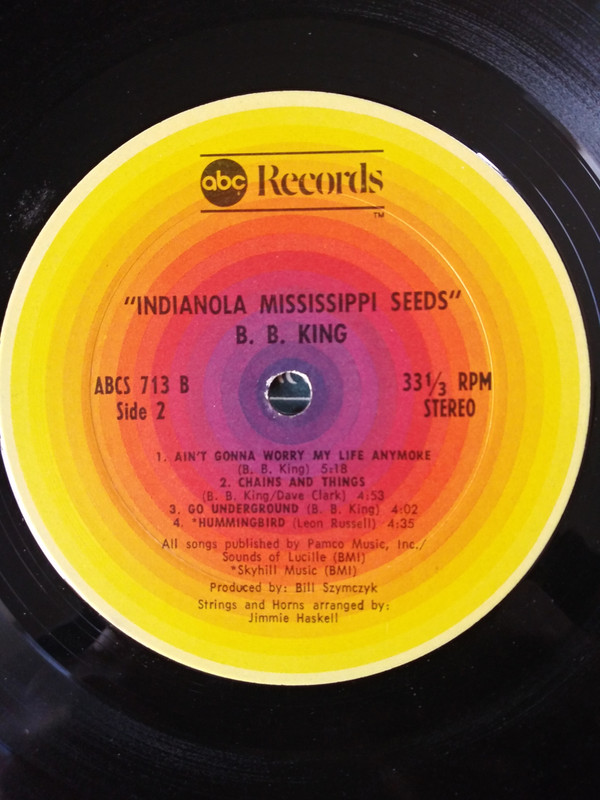 abc Records
TM
"INDIANOLA MISSISSIPPI SEEDS"
B. B. KING
ABCS 713 B
Side 2
33 1/3 RPM
STEREO
1. AIN'T GONNA WORRY MY LIFE ANYMORE
(B. B. King) 5:18
2. CHAINS AND THINGS
(B. B. King/Dave Clark) 4:53
3. GO UNDERGROUND (B. B. King) 4:02
4. *HUMMINGBIRD (Leon Russell) 4:35
All songs published by Pamco Music, Inc./
Sounds of Lucille (BMI)
*Skyhill Music (BMI)
Produced by: Bill Szymczyk
Strings and Horns arranged by:
Jimmie Haskell